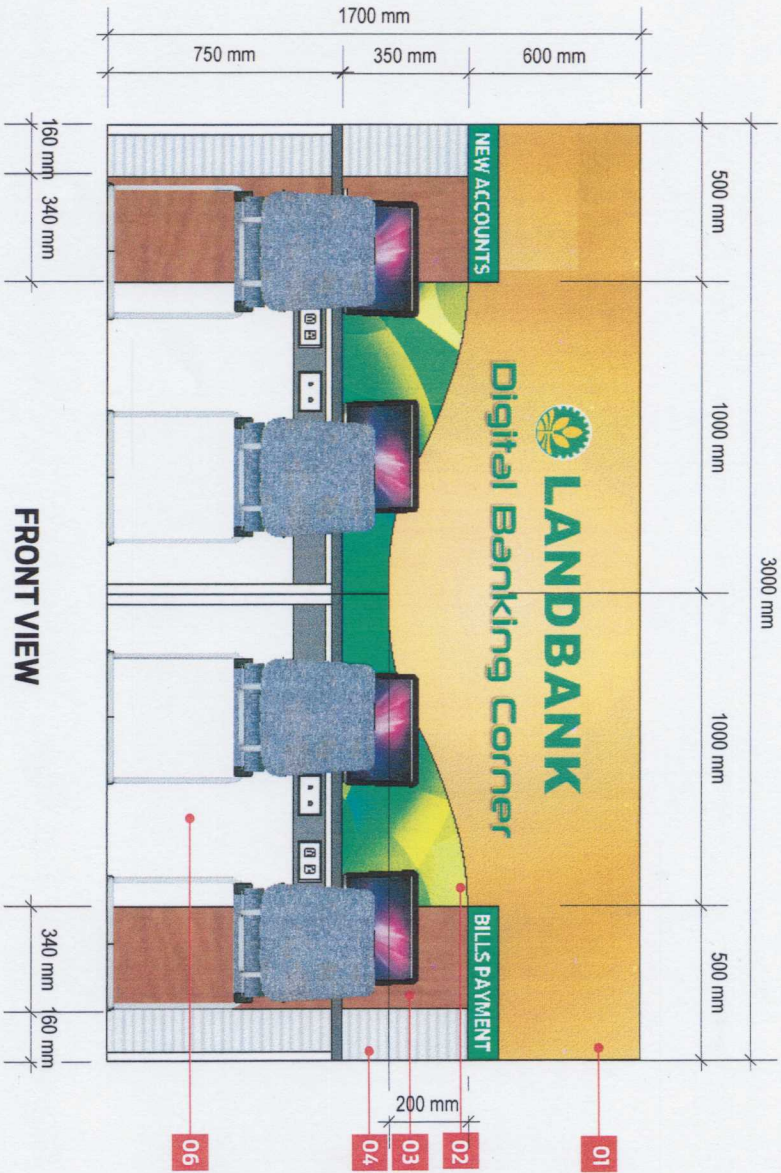 3000 mm
500 mm
1000 mm
1000 mm
500 mm
1700 mm
600 mm
350 mm
750 mm
200 mm
LANDBANK
Digital Banking Corner
NEW ACCOUNTS
BILLS PAYMENT
01
02
03
04
06
160 mm
340 mm
340 mm
160 mm
FRONT VIEW